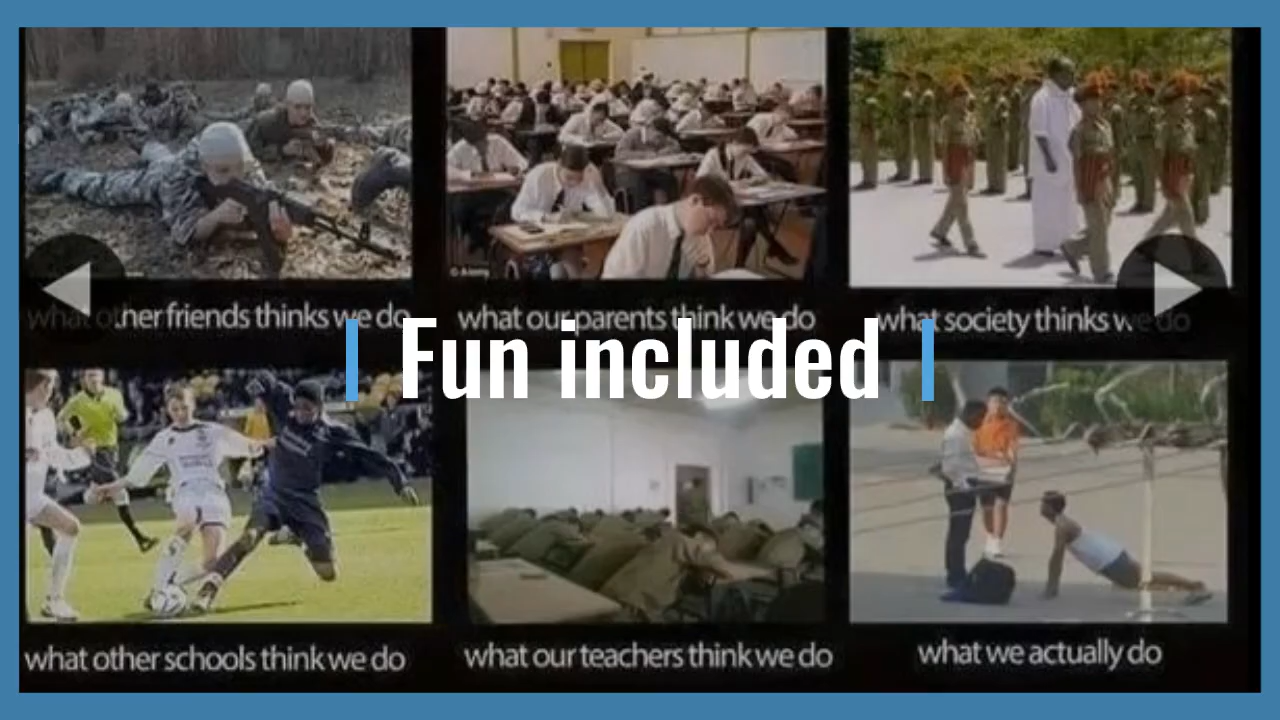 what other friends thinks we do
what our parents think we do
what society thinks we do
| Fun included |
what other schools think we do
what our teachers think we do
what we actually do